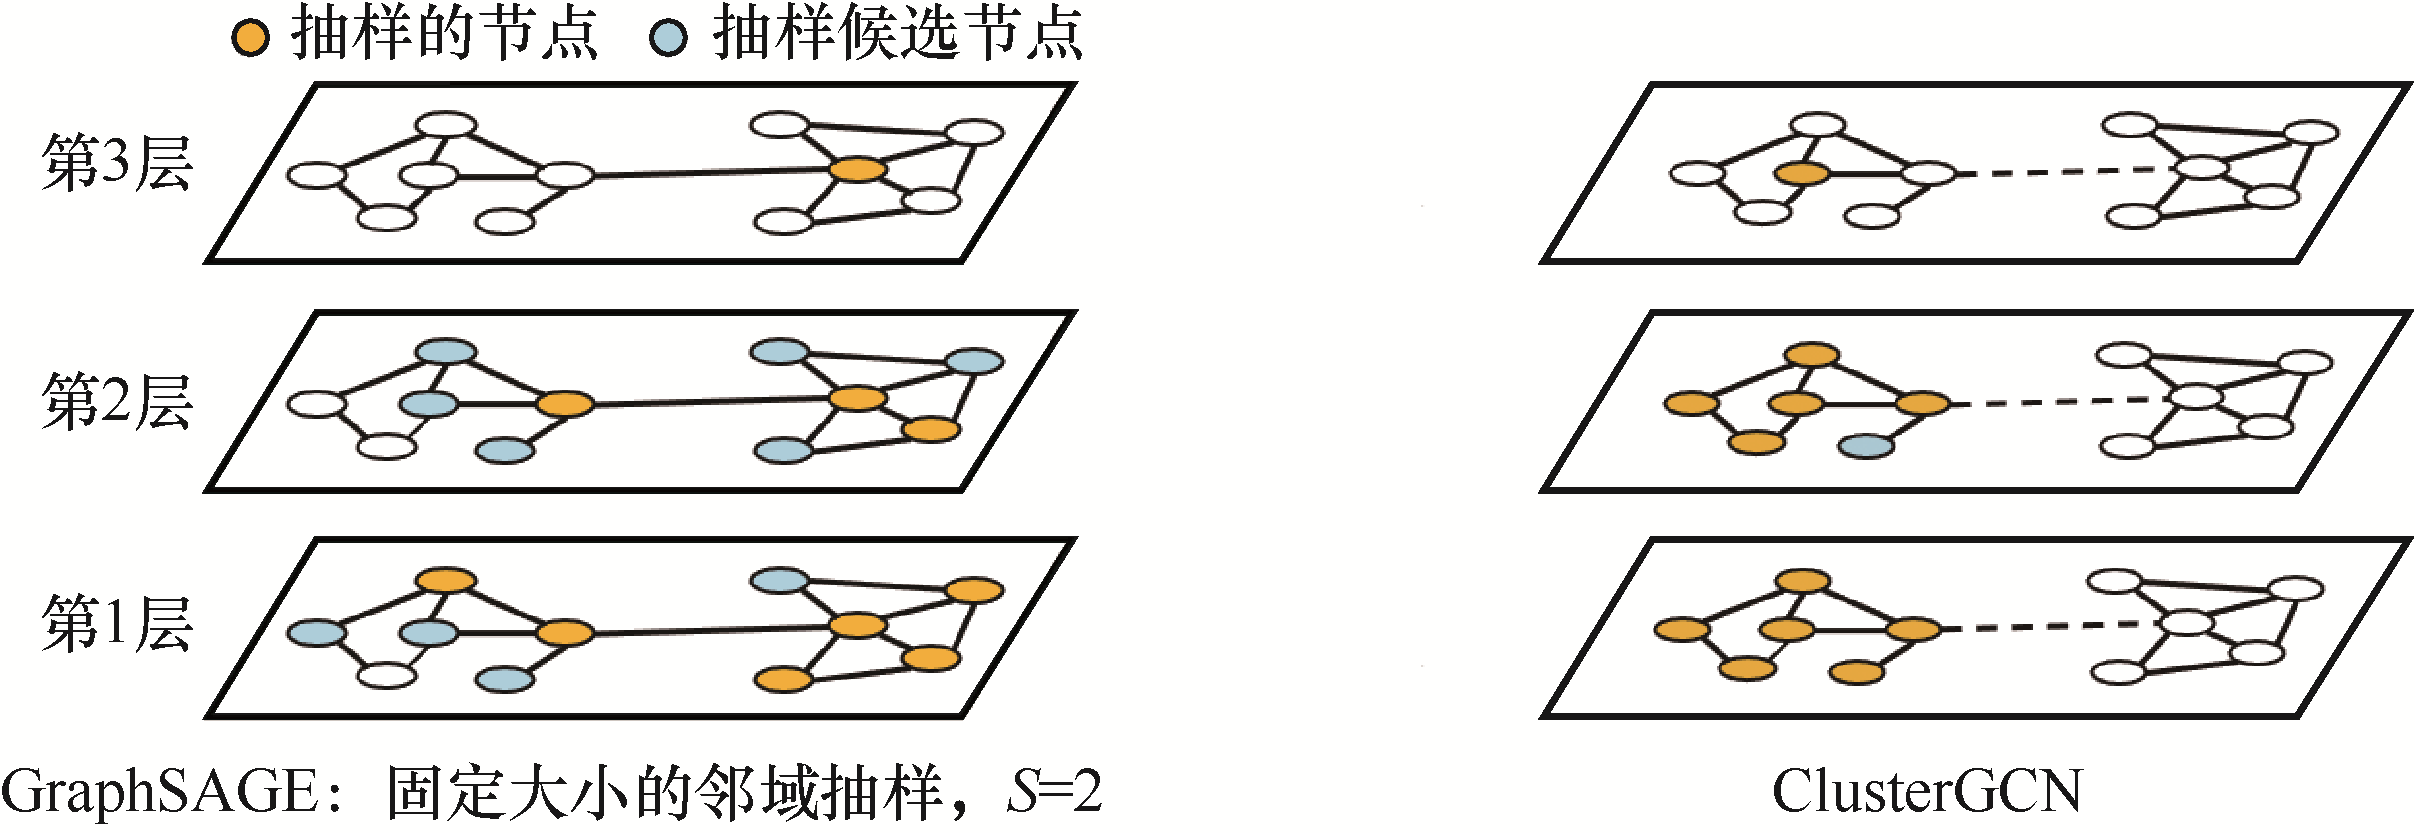 抽样的节点 抽样候选节点
第3层
第2层
第1层
GraphSAGE：固定大小的邻域抽样，S=2
ClusterGCN